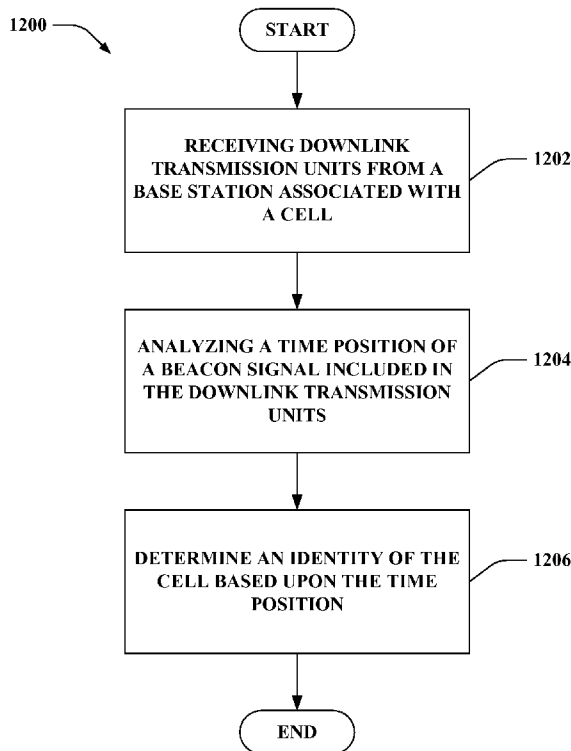 1200
START
RECEIVING DOWNLINK
TRANSMISSION UNITS FROM A
BASE STATION ASSOCIATED WITH
A CELL
1202
ANALYZING A TIME POSITION OF
A BEACON SIGNAL INCLUDED IN
THE DOWNLINK TRANSMISSION
UNITS
1204
DETERMINE AN IDENTITY OF THE
CELL BASED UPON THE TIME
POSITION
1206
END